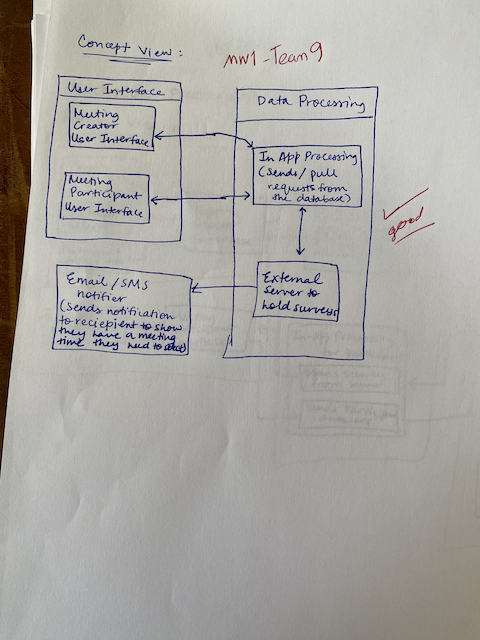 Concept View:
MW1-Team 9
User Interface
Meeting
Creator
User Interface
Meeting
Participant
User Interface
Data Processing
In App Processing
(Sends/pull
requests from
the database)
good
External
Server to
hold surveys
Email/SMS
notifier
(Sends notification
to reciepient to show
they have a meeting
time they need to select)